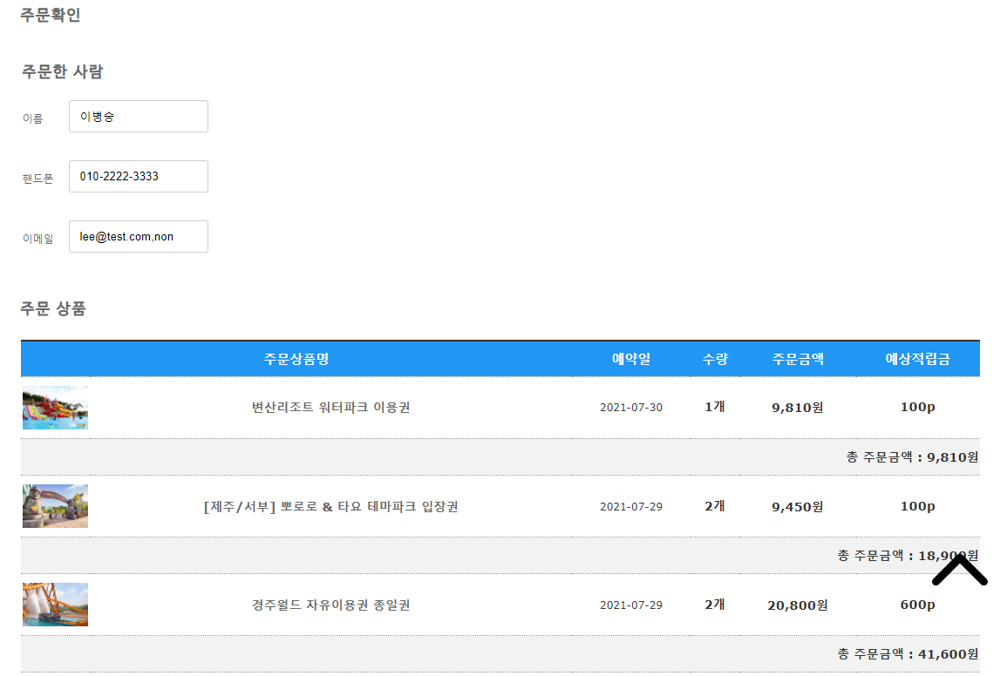 주문확인
주문한 사람
이름 이병승
핸드폰 010-2222-3333
이메일 lee@test.com,non
주문 상품
주문상품명 예약일 수량 주문금액 예상적립금
변산리조트 워터파크 이용권 2021-07-30 1개 9,810원 100p
총 주문금액 : 9,810원
[제주/서부] 뽀로로 & 타요 테마파크 입장권 2021-07-29 2개 9,450원 100p
총 주문금액 : 18,900원
경주월드 자유이용권 종일권 2021-07-29 2개 20,800원 600p
총 주문금액 : 41,600원